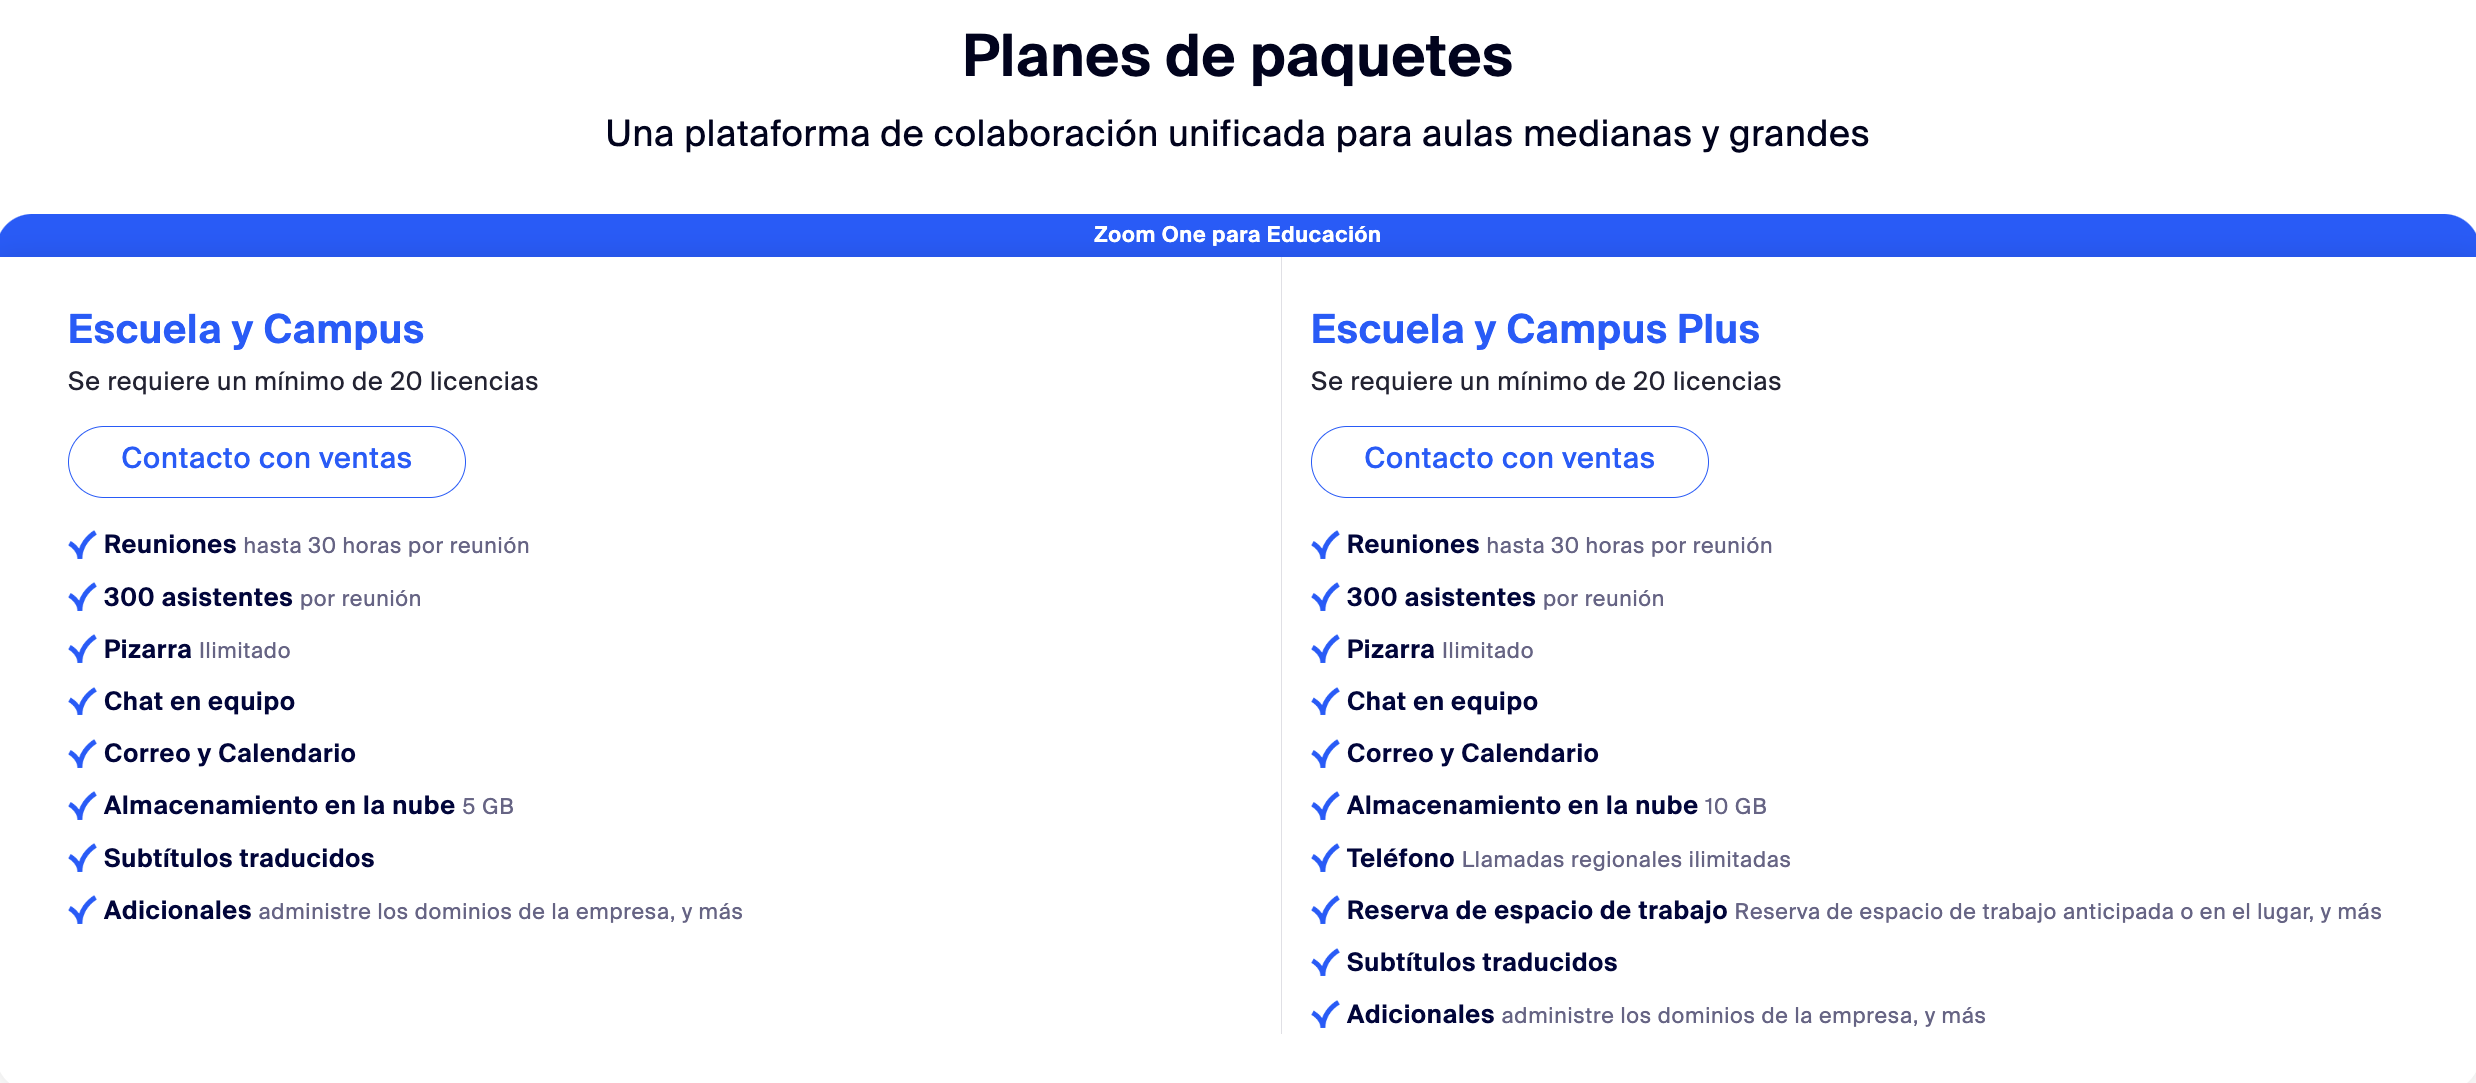 Planes de paquetes
Una plataforma de colaboración unificada para aulas medianas y grandes
Zoom One para Educación
Escuela y Campus
Se requiere un mínimo de 20 licencias
Contacto con ventas
Reuniones hasta 30 horas por reunión
300 asistentes por reunión
Pizarra Ilimitado
Chat en equipo
Correo y Calendario
Almacenamiento en la nube 5 GB
Subtítulos traducidos
Adicionales administre los dominios de la empresa, y más
Escuela y Campus Plus
Se requiere un mínimo de 20 licencias
Contacto con ventas
Reuniones hasta 30 horas por reunión
300 asistentes por reunión
Pizarra Ilimitado
Chat en equipo
Correo y Calendario
Almacenamiento en la nube 10 GB
Teléfono Llamadas regionales ilimitadas
Reserva de espacio de trabajo Reserva de espacio de trabajo anticipada o en el lugar, y más
Subtítulos traducidos
Adicionales administre los dominios de la empresa, y más